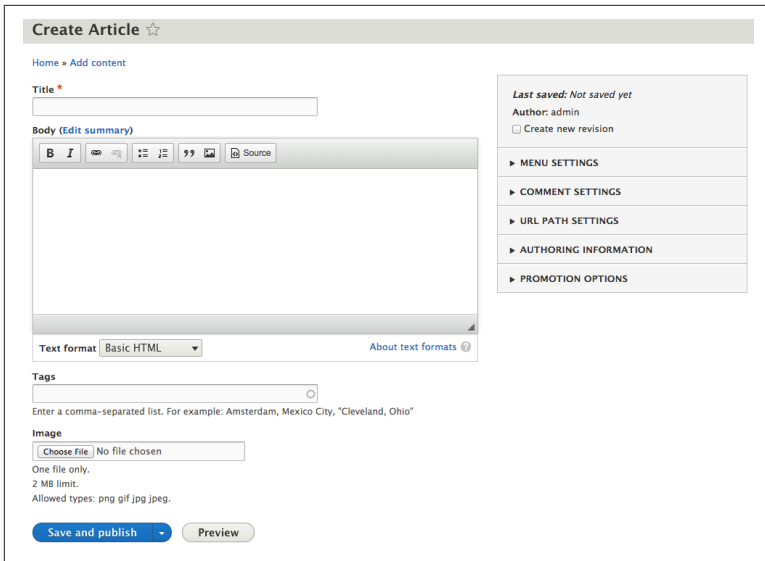 Create Article
Home » Add content
Title *
Body (Edit summary)
B I Source
Text format Basic HTML
About text formats ?
Tags
Enter a comma-separated list. For example: Amsterdam, Mexico City, "Cleveland, Ohio"
Image
Choose File No file chosen
One file only.
2 MB limit.
Allowed types: png gif jpg jpeg.
Save and publish
Preview
Last saved: Not saved yet
Author: admin
Create new revision
MENU SETTINGS
COMMENT SETTINGS
URL PATH SETTINGS
AUTHORING INFORMATION
PROMOTION OPTIONS